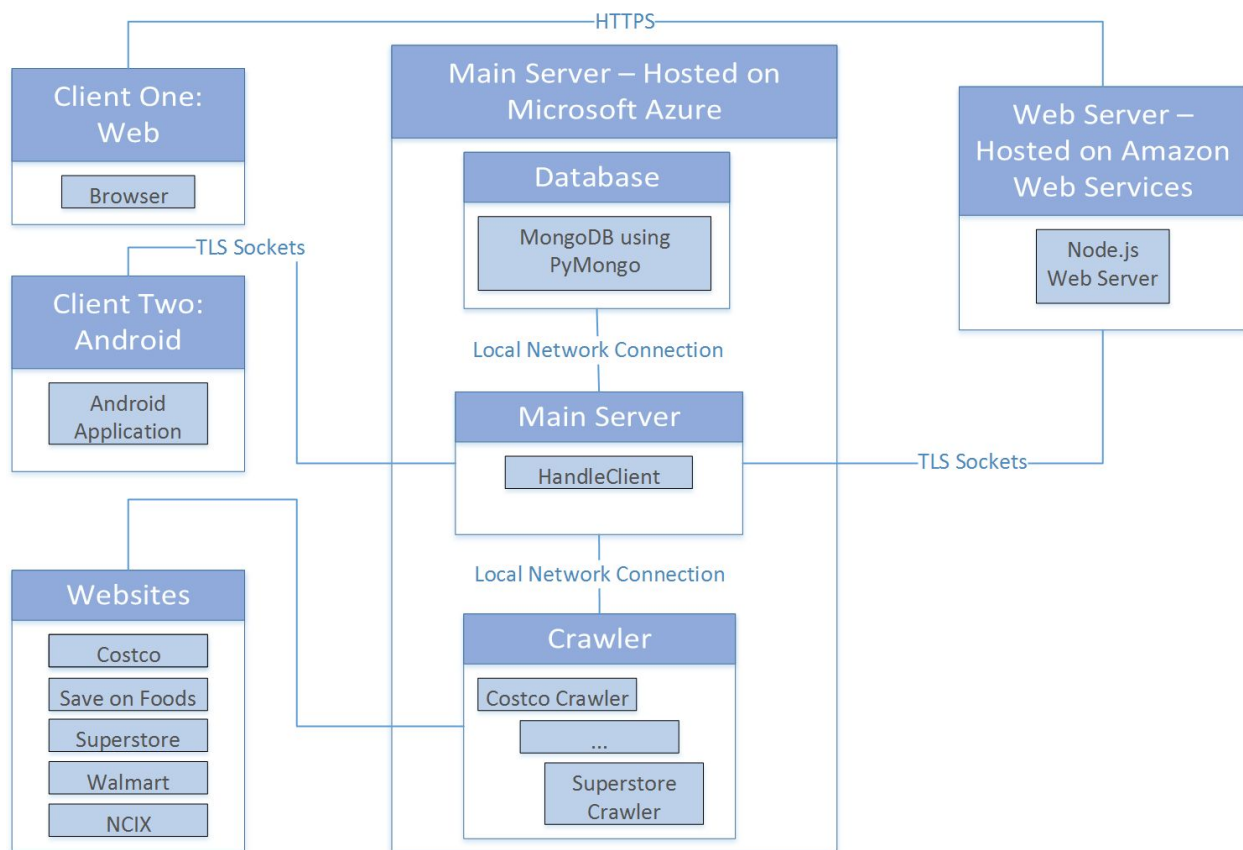 HTTPS
Client One:
Web
Browser
Main Server – Hosted on
Microsoft Azure
Database
MongoDB using
PyMongo
Web Server –
Hosted on Amazon
Web Services
Node.js
Web Server
TLS Sockets
Client Two:
Android
Android
Application
Local Network Connection
Main Server
HandleClient
TLS Sockets
Local Network Connection
Websites
Costco
Save on Foods
Superstore
Walmart
NCIX
Crawler
Costco Crawler
...
Superstore
Crawler